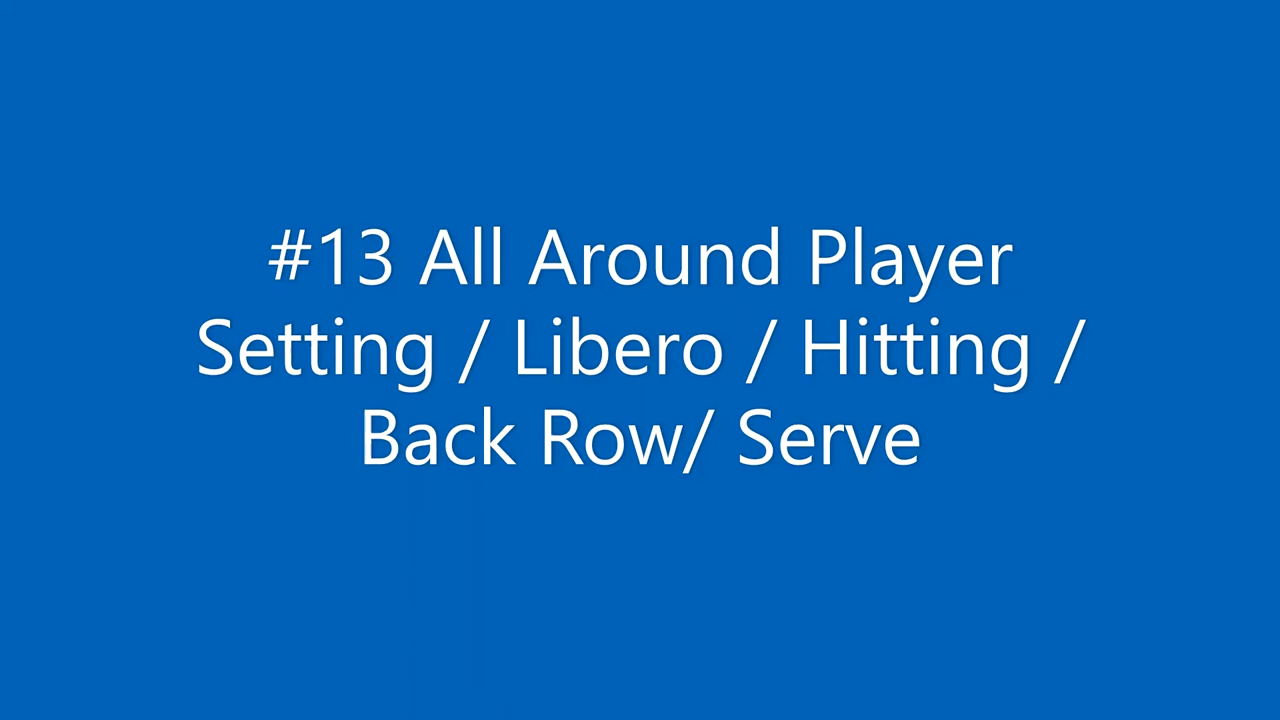 #13 All Around Player
Setting / Libero / Hitting /
Back Row/ Serve